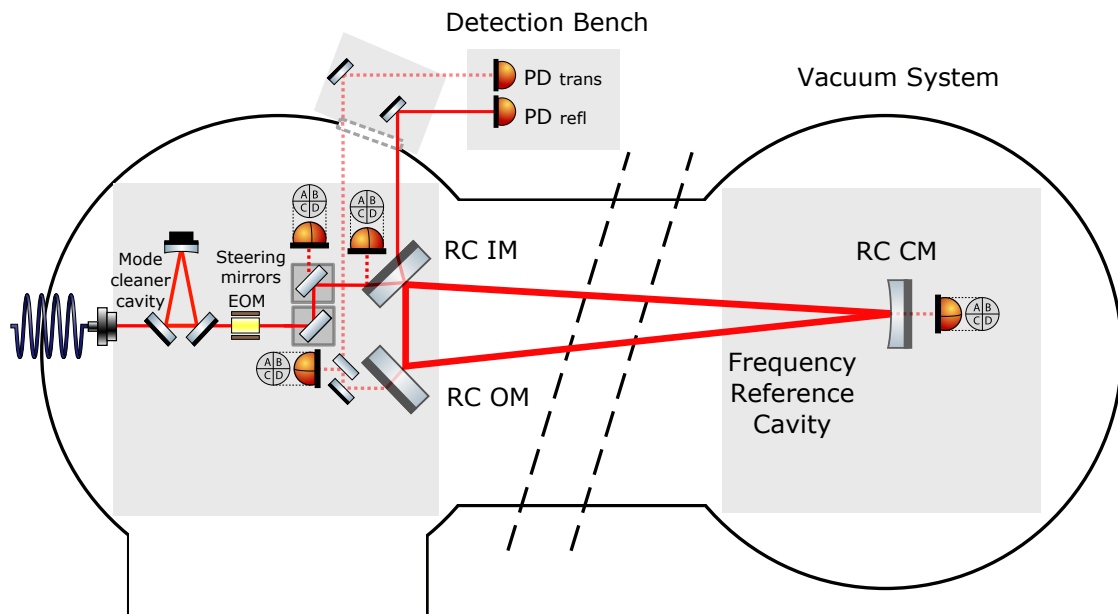 Detection Bench
PD trans
PD refl
Vacuum System
A B
C D
A B
C D
Mode
cleaner
cavity
Steering
mirrors
EOM
RC IM
RC CM
A B
C D
A B
C D
RC OM
Frequency
Reference
Cavity